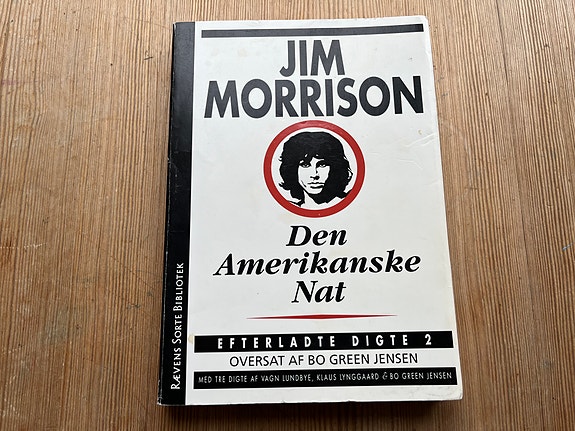 JIM
MORRISON
Den
Amerikanske
Nat
EFTERLADTE DIGTE 2
OVERSAT AF BO GREEN JENSEN
MED TRE DIGTE AF VAGN LUNDBYE, KLAUS LYNGGAARD & BO GREEN JENSEN
RÆVENS SORTE BIBLIOTEK